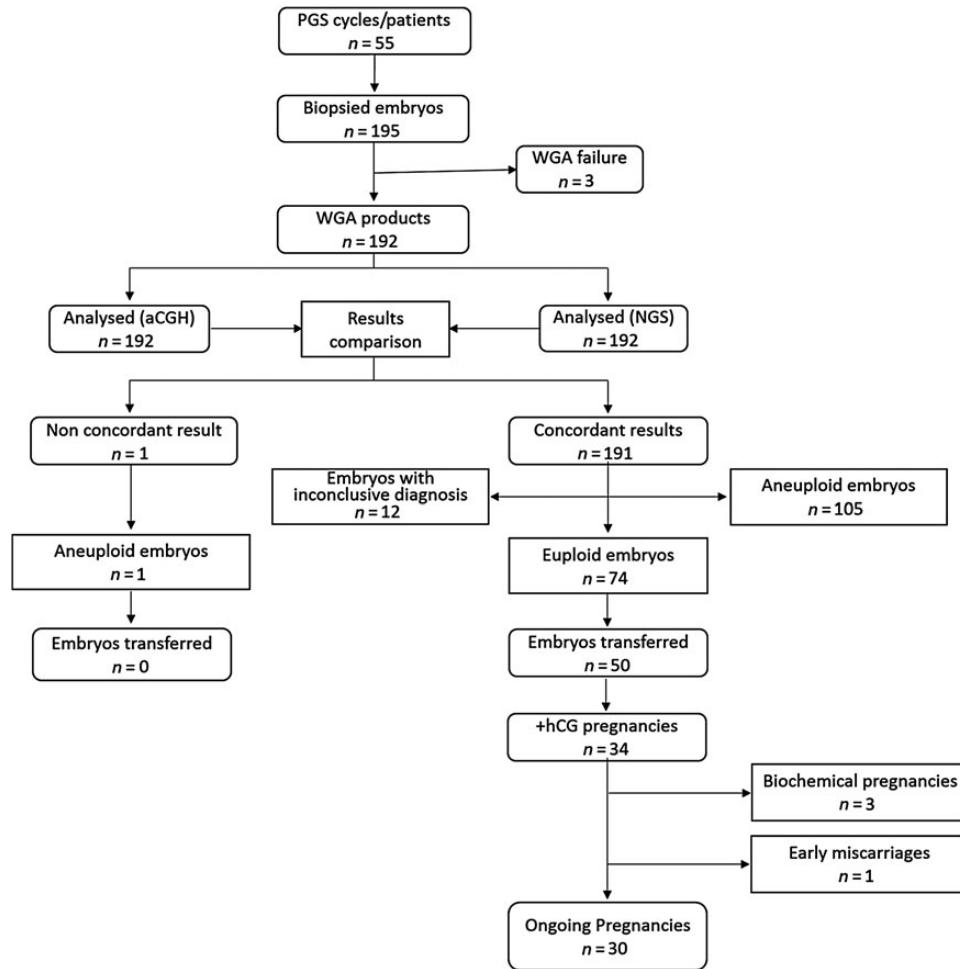 PGS cycles/patients
n = 55
Biopsied embryos
n = 195
WGA failure
n = 3
WGA products
n = 192
Analysed (aCGH)
n = 192
Results
comparison
Analysed (NGS)
n = 192
Non concordant result
n = 1
Concordant results
n = 191
Embryos with
inconclusive diagnosis
n = 12
Aneuploid embryos
n = 105
Aneuploid embryos
n = 1
Euploid embryos
n = 74
Embryos transferred
n = 0
Embryos transferred
n = 50
+hCG pregnancies
n = 34
Biochemical pregnancies
n = 3
Early miscarriages
n = 1
Ongoing Pregnancies
n = 30